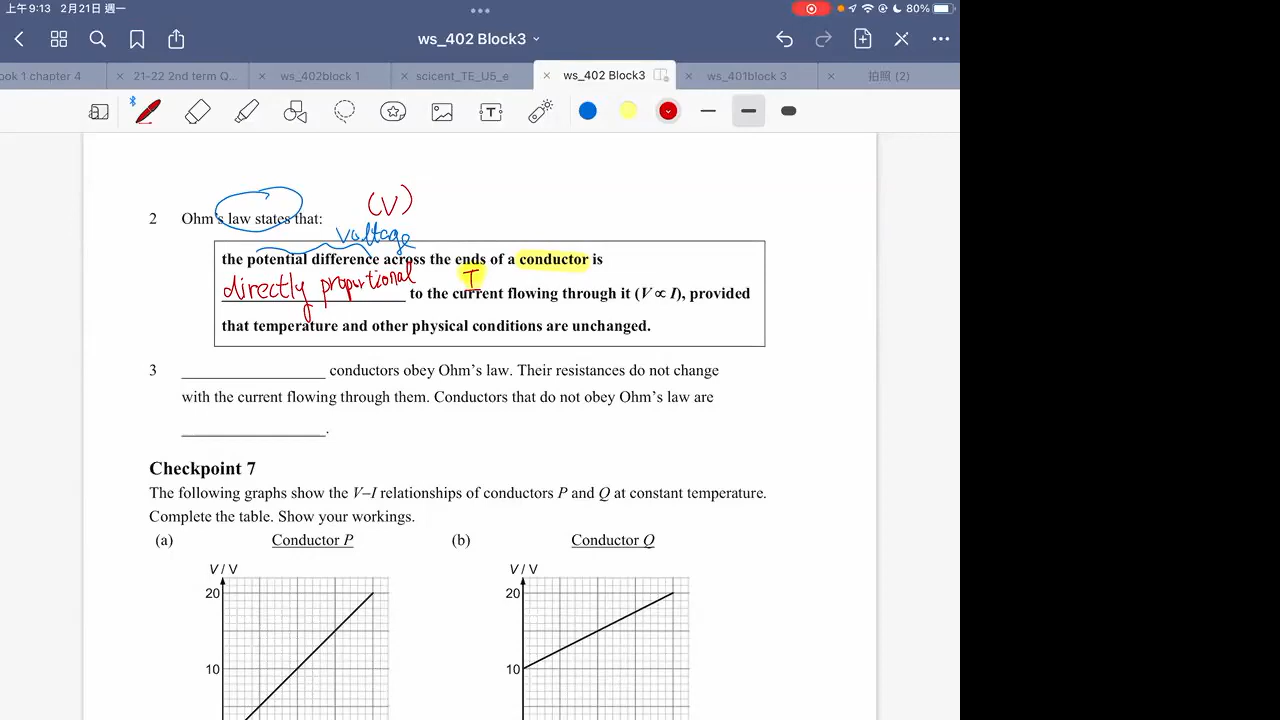 上午9:13 2月21日 週一
80%
ws_402 Block3
ook 1 chapter 4
21-22 2nd term Q...
ws_402block 1
scicent_TE_U5_e
ws_402 Block3
ws_401block 3
拍照 (2)
(V)
2 Ohm's law states that:
voltage
the potential difference across the ends of a conductor is
I
directly proportional to the current flowing through it (V ∝ I), provided
that temperature and other physical conditions are unchanged.
3 ________________ conductors obey Ohm's law. Their resistances do not change
with the current flowing through them. Conductors that do not obey Ohm's law are
________________.
Checkpoint 7
The following graphs show the V–I relationships of conductors P and Q at constant temperature.
Complete the table. Show your workings.
(a) Conductor P (b) Conductor Q
V / V V / V
20 20
10 10